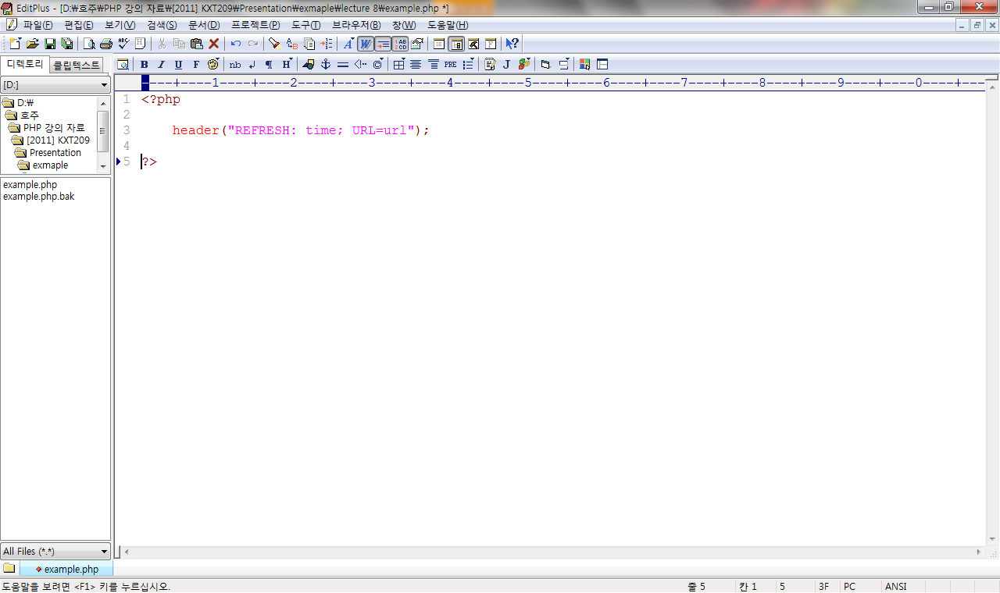 EditPlus - [D:₩호주₩PHP 강의 자료₩[2011] KXT209₩Presentation₩exmaple₩lecture 8₩example.php *]
파일(F) 편집(E) 보기(V) 검색(S) 문서(D) 프로젝트(P) 도구(T) 브라우저(B) 창(W) 도움말(H)
디렉토리 클립텍스트
B I U F nb ¶ H PRE J
[D:]
----+----1----+----2----+----3----+----4----+----5----+----6----+----7----+----8----+----9----+----0----+---
D:₩
호주
PHP 강의 자료
[2011] KXT209
Presentation
exmaple
example.php
example.php.bak
1 <?php
2
3 header("REFRESH: time; URL=url");
4
5 ?>
All Files (*.*)
example.php
도움말을 보려면 <F1> 키를 누르십시오. 줄 5 칸 1 5 3F PC ANSI